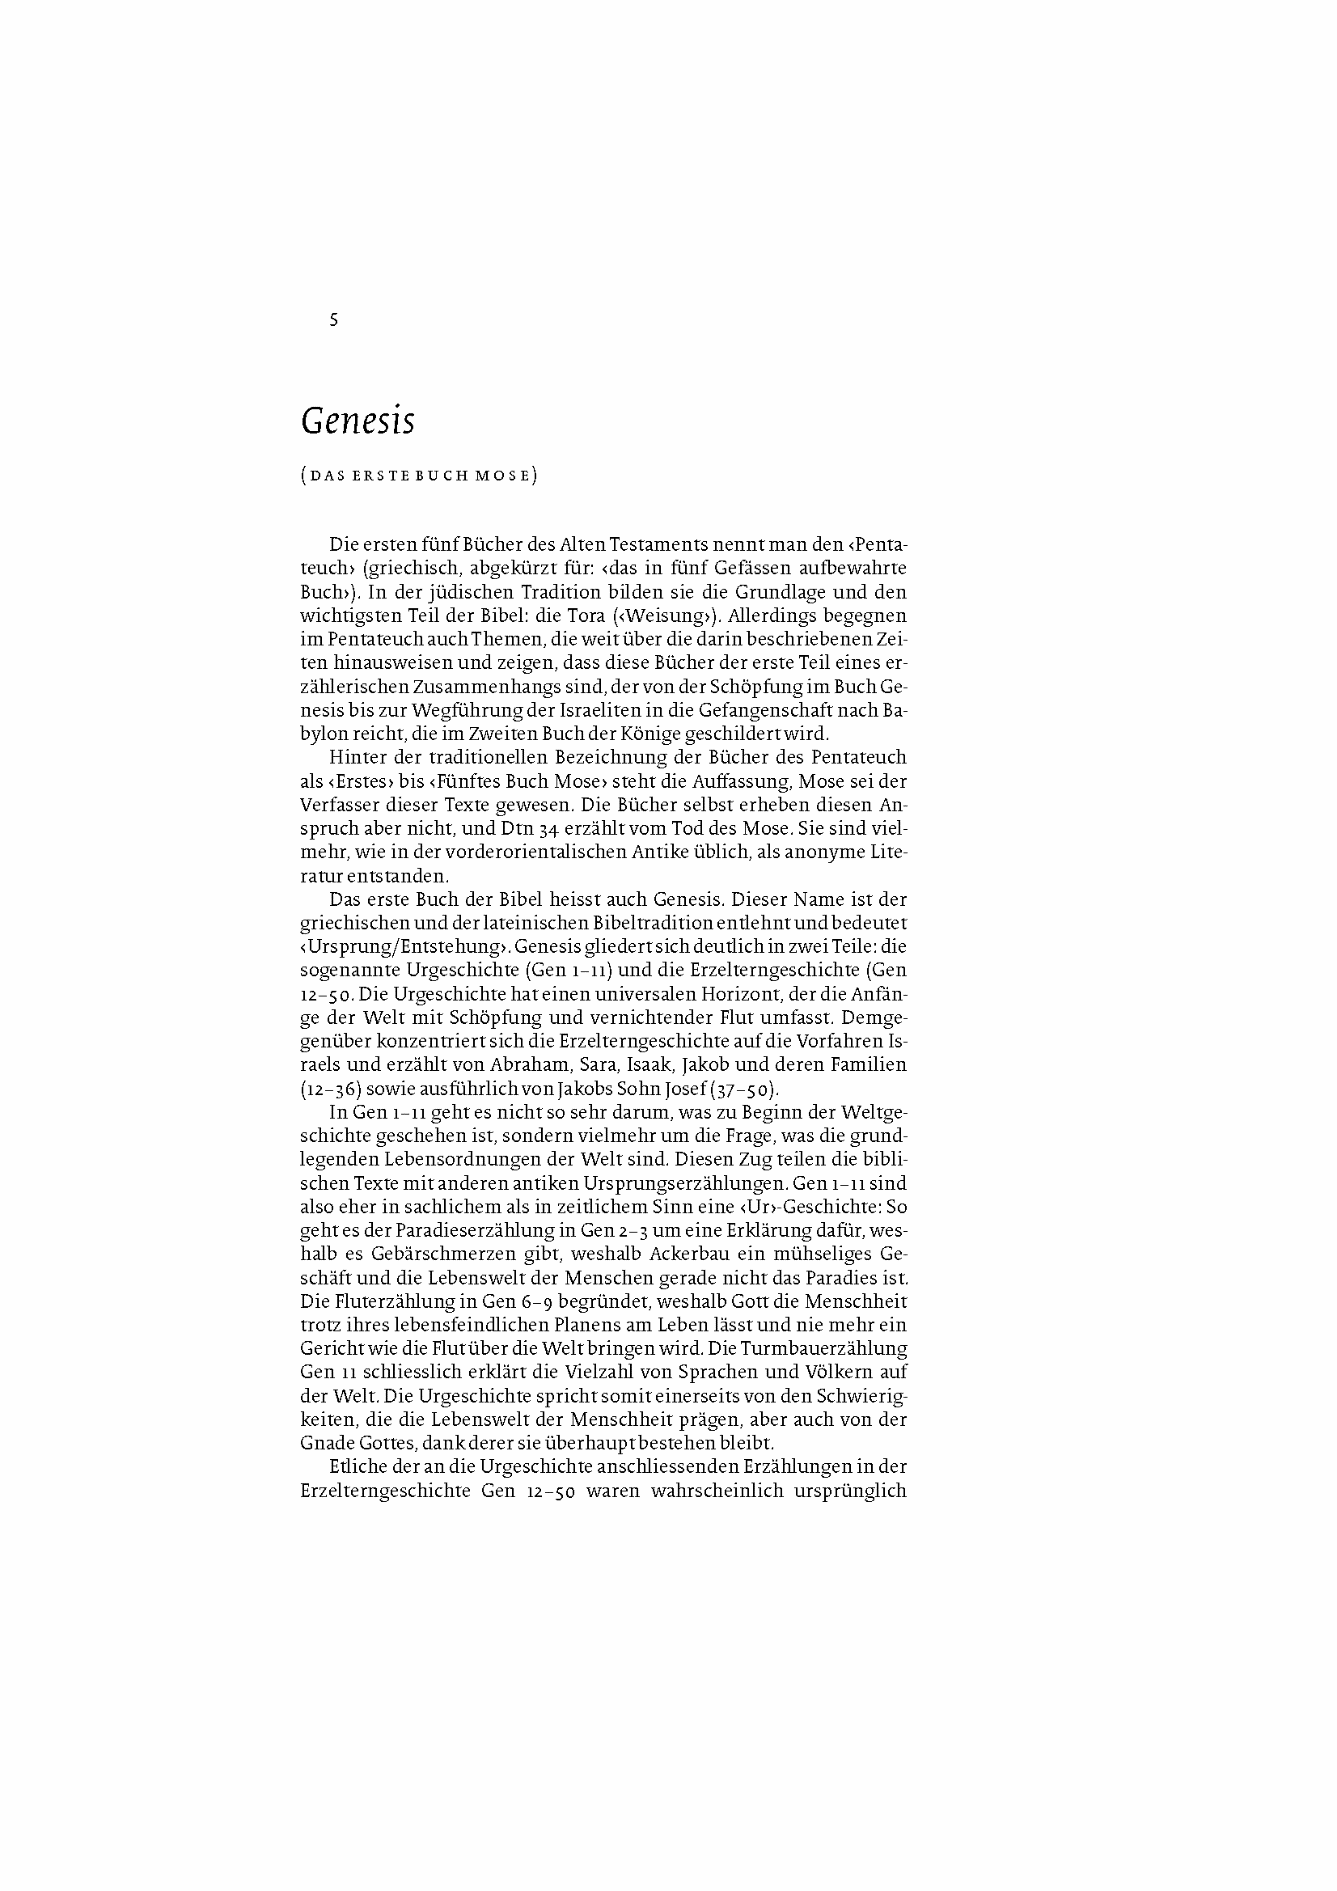 5
Genesis
(DAS ERSTE BUCH MOSE)
Die ersten fünf Bücher des Alten Testaments nennt man den ‹Penta-
teuch› (griechisch, abgekürzt für: ‹das in fünf Gefässen aufbewahrte
Buch›). In der jüdischen Tradition bilden sie die Grundlage und den
wichtigsten Teil der Bibel: die Tora (‹Weisung›). Allerdings begegnen
im Pentateuch auch Themen, die weit über die darin beschriebenen Zei-
ten hinausweisen und zeigen, dass diese Bücher der erste Teil eines er-
zählerischen Zusammenhangs sind, der von der Schöpfung im Buch Ge-
nesis bis zur Wegführung der Israeliten in die Gefangenschaft nach Ba-
bylon reicht, die im Zweiten Buch der Könige geschildert wird.
Hinter der traditionellen Bezeichnung der Bücher des Pentateuch
als ‹Erstes› bis ‹Fünftes Buch Mose› steht die Auffassung, Mose sei der
Verfasser dieser Texte gewesen. Die Bücher selbst erheben diesen An-
spruch aber nicht, und Dtn 34 erzählt vom Tod des Mose. Sie sind viel-
mehr, wie in der vorderorientalischen Antike üblich, als anonyme Lite-
ratur entstanden.
Das erste Buch der Bibel heisst auch Genesis. Dieser Name ist der
griechischen und der lateinischen Bibeltradition entlehnt und bedeutet
‹Ursprung/Entstehung›. Genesis gliedert sich deutlich in zwei Teile: die
sogenannte Urgeschichte (Gen 1–11) und die Erzelterngeschichte (Gen
12–50. Die Urgeschichte hat einen universalen Horizont, der die Anfän-
ge der Welt mit Schöpfung und vernichtender Flut umfasst. Demge-
genüber konzentriert sich die Erzelterngeschichte auf die Vorfahren Is-
raels und erzählt von Abraham, Sara, Isaak, Jakob und deren Familien
(12–36) sowie ausführlich von Jakobs Sohn Josef (37–50).
In Gen 1–11 geht es nicht so sehr darum, was zu Beginn der Weltge-
schichte geschehen ist, sondern vielmehr um die Frage, was die grund-
legenden Lebensordnungen der Welt sind. Diesen Zug teilen die bibli-
schen Texte mit anderen antiken Ursprungserzählungen. Gen 1–11 sind
also eher in sachlichem als in zeitlichem Sinn eine ‹Ur›-Geschichte: So
geht es der Paradieserzählung in Gen 2–3 um eine Erklärung dafür, wes-
halb es Gebärschmerzen gibt, weshalb Ackerbau ein mühseliges Ge-
schäft und die Lebenswelt der Menschen gerade nicht das Paradies ist.
Die Fluterzählung in Gen 6–9 begründet, weshalb Gott die Menschheit
trotz ihres lebensfeindlichen Planens am Leben lässt und nie mehr ein
Gericht wie die Flut über die Welt bringen wird. Die Turmbauerzählung
Gen 11 schliesslich erklärt die Vielzahl von Sprachen und Völkern auf
der Welt. Die Urgeschichte spricht somit einerseits von den Schwierig-
keiten, die die Lebenswelt der Menschheit prägen, aber auch von der
Gnade Gottes, dank derer sie überhaupt bestehen bleibt.
Etliche der an die Urgeschichte anschliessenden Erzählungen in der
Erzelterngeschichte Gen 12–50 waren wahrscheinlich ursprünglich